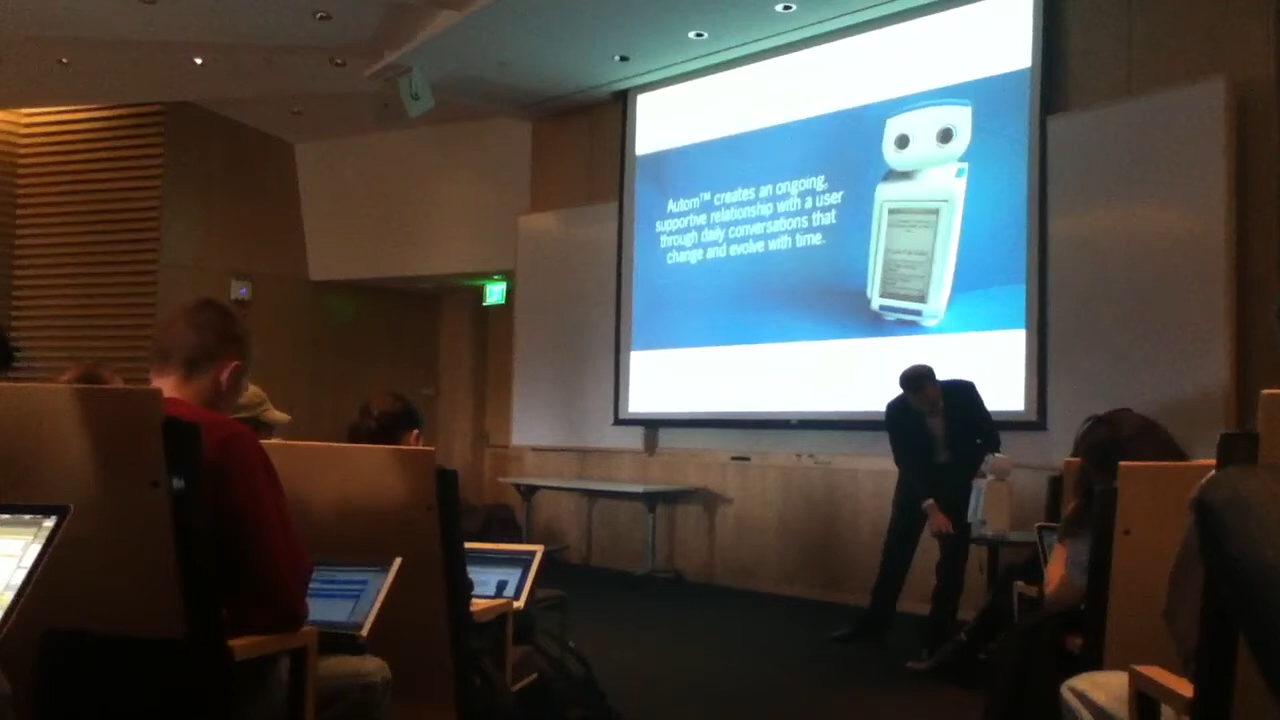 Autom™ creates an ongoing,
supportive relationship with a user
through daily conversations that
change and evolve with time.